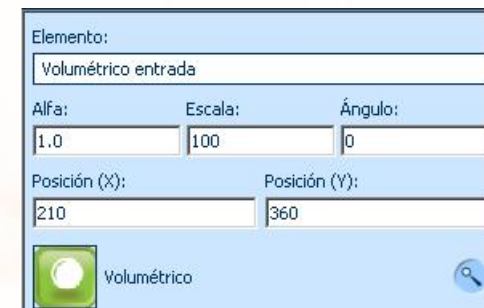 Elemento:
Volumétrico entrada
Alfa: Escala: Ángulo:
1.0 100 0
Posición (X): Posición (Y):
210 360
Volumétrico